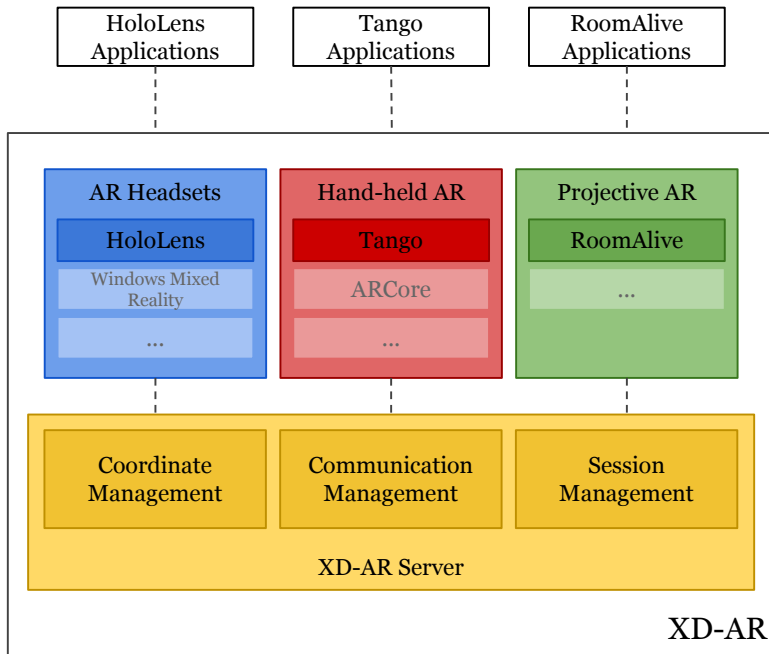 HoloLens
Applications
Tango
Applications
RoomAlive
Applications
AR Headsets
HoloLens
Windows Mixed
Reality
...
Hand-held AR
Tango
ARCore
...
Projective AR
RoomAlive
...
Coordinate
Management
Communication
Management
Session
Management
XD-AR Server
XD-AR